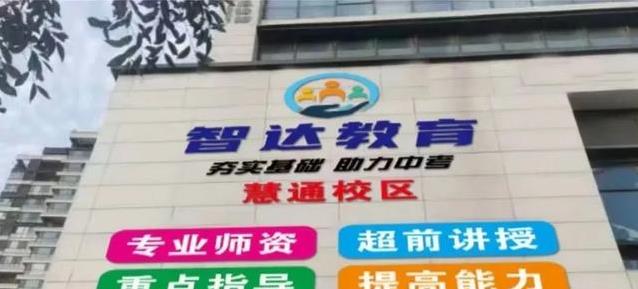 智达教育
夯实基础 助力中考
慧通校区
专业师资 超前讲授
重点指导 提高能力